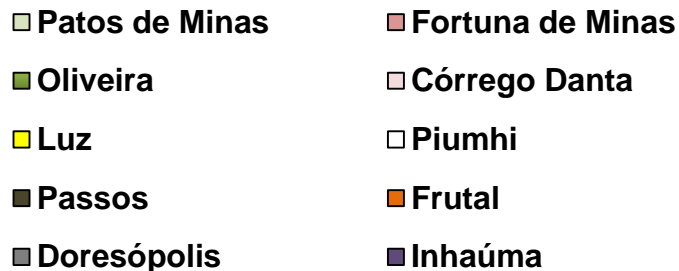 Patos de Minas Fortuna de Minas
Oliveira Córrego Danta
Luz Piumhi
Passos Frutal
Doresópolis Inhaúma